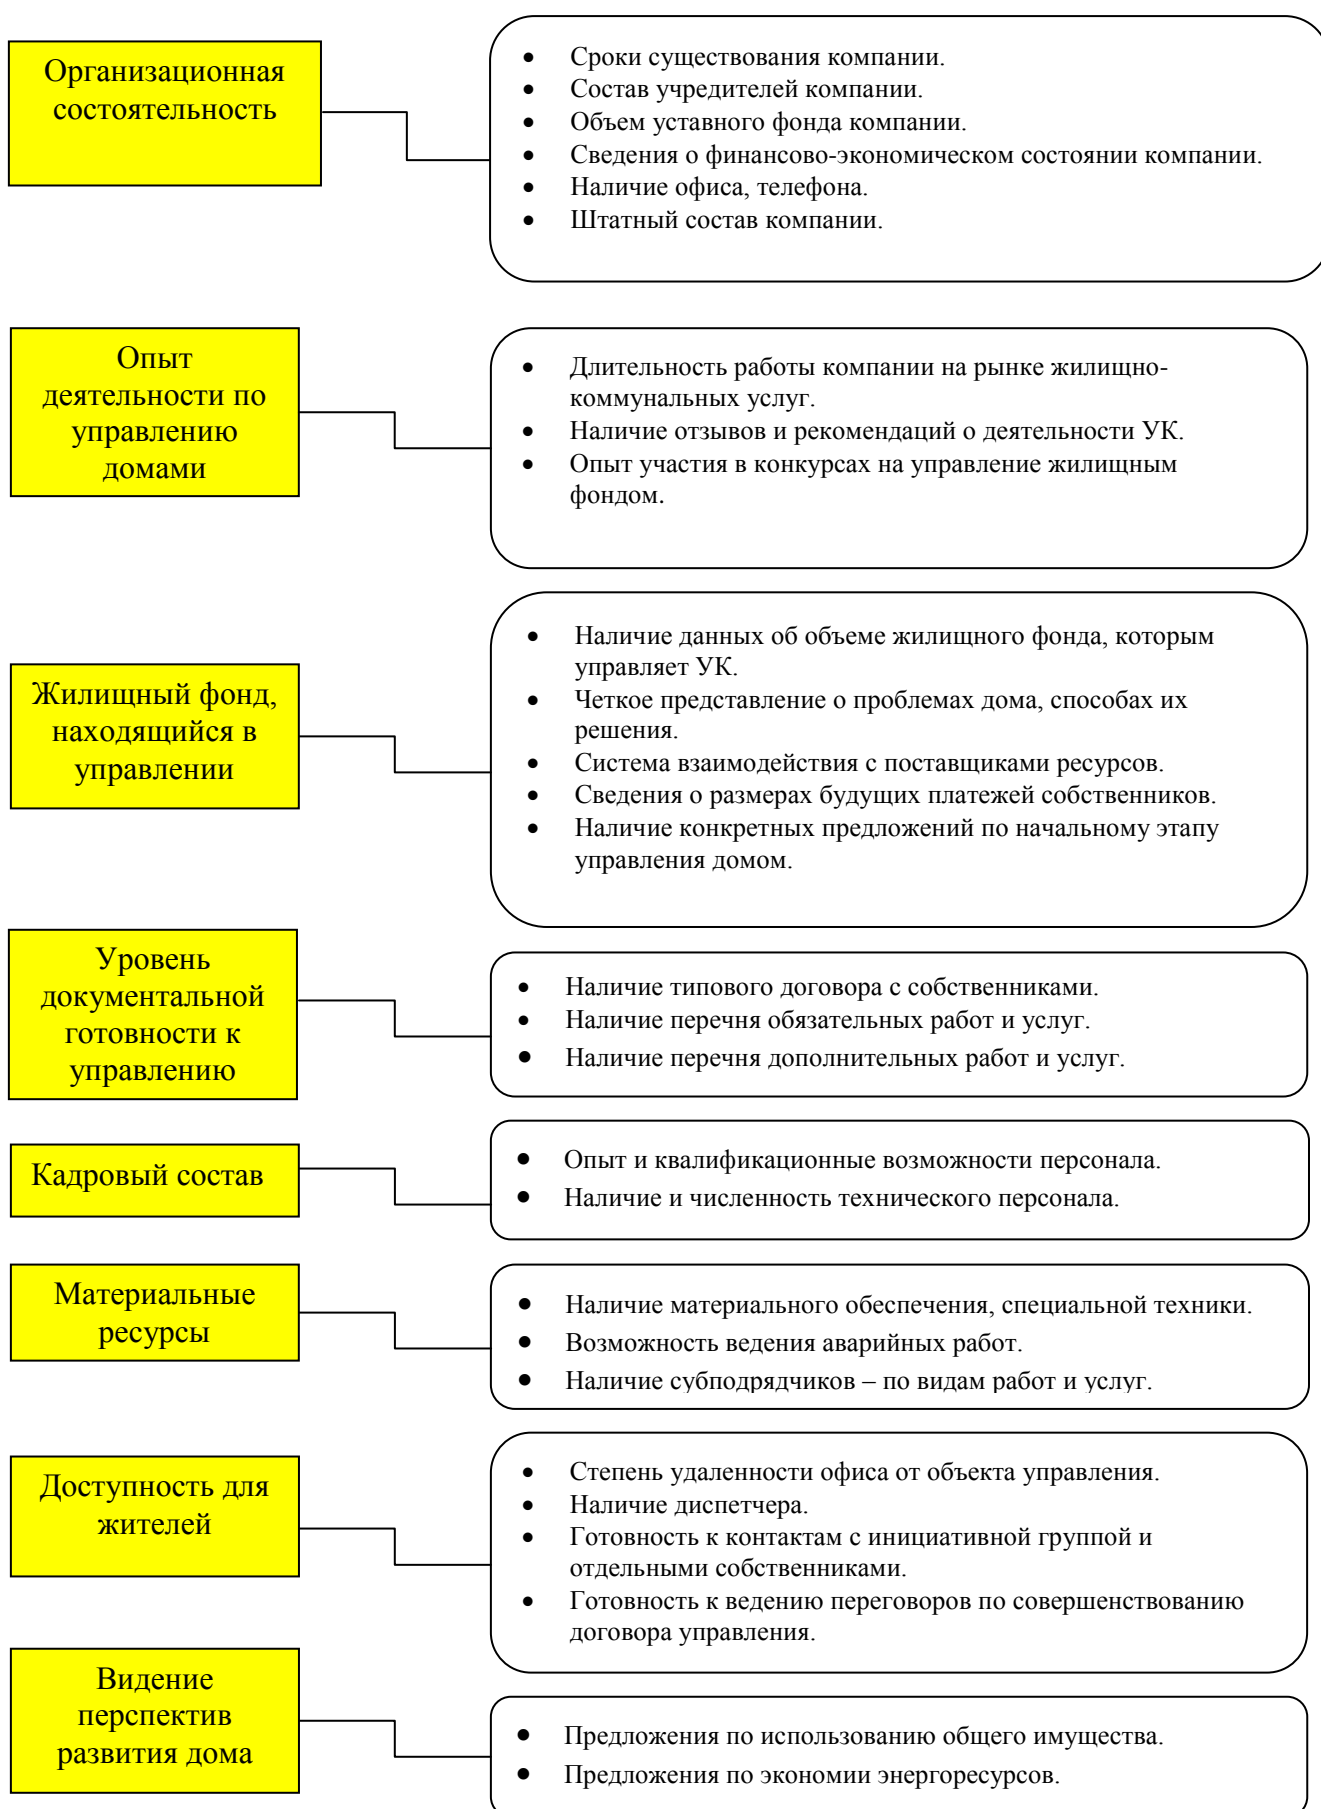 Организационная
состоятельность
• Сроки существования компании.
• Состав учредителей компании.
• Объем уставного фонда компании.
• Сведения о финансово-экономическом состоянии компании.
• Наличие офиса, телефона.
• Штатный состав компании.
Опыт
деятельности по
управлению
домами
• Длительность работы компании на рынке жилищно-
коммунальных услуг.
• Наличие отзывов и рекомендаций о деятельности УК.
• Опыт участия в конкурсах на управление жилищным
фондом.
Жилищный фонд,
находящийся в
управлении
• Наличие данных об объеме жилищного фонда, которым
управляет УК.
• Четкое представление о проблемах дома, способах их
решения.
• Система взаимодействия с поставщиками ресурсов.
• Сведения о размерах будущих платежей собственников.
• Наличие конкретных предложений по начальному этапу
управления домом.
Уровень
документальной
готовности к
управлению
• Наличие типового договора с собственниками.
• Наличие перечня обязательных работ и услуг.
• Наличие перечня дополнительных работ и услуг.
Кадровый состав
• Опыт и квалификационные возможности персонала.
• Наличие и численность технического персонала.
Материальные
ресурсы
• Наличие материального обеспечения, специальной техники.
• Возможность ведения аварийных работ.
• Наличие субподрядчиков – по видам работ и услуг.
Доступность для
жителей
• Степень удаленности офиса от объекта управления.
• Наличие диспетчера.
• Готовность к контактам с инициативной группой и
отдельными собственниками.
• Готовность к ведению переговоров по совершенствованию
договора управления.
Видение
перспектив
развития дома
• Предложения по использованию общего имущества.
• Предложения по экономии энергоресурсов.